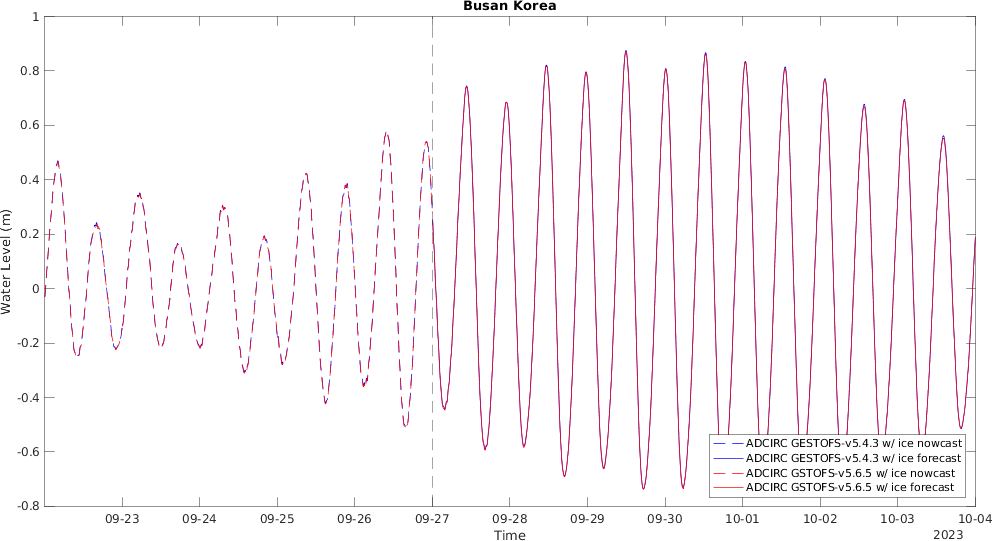 Busan Korea
1
0.8
0.6
0.4
0.2
0
-0.2
-0.4
-0.6
-0.8
Water Level (m)
ADCIRC GESTOFS-v5.4.3 w/ ice nowcast
ADCIRC GESTOFS-v5.4.3 w/ ice forecast
ADCIRC GSTOFS-v5.6.5 w/ ice nowcast
ADCIRC GSTOFS-v5.6.5 w/ ice forecast
09-23 09-24 09-25 09-26 09-27 09-28 09-29 09-30 10-01 10-02 10-03 10-04
Time
2023